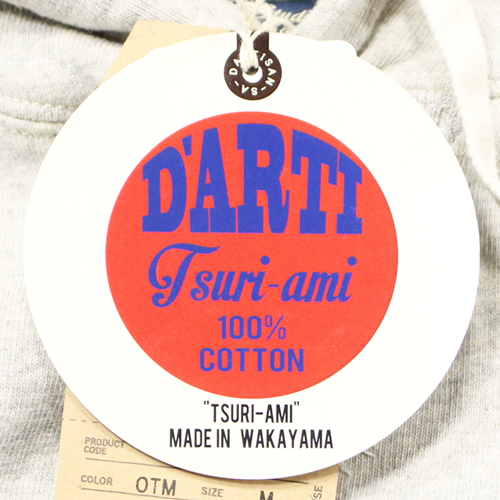 D'ARTI
Tsuri-ami
100%
COTTON
"TSURI-AMI"
MADE IN WAKAYAMA
PRODUCT
CODE
COLOR OTM SIZE M